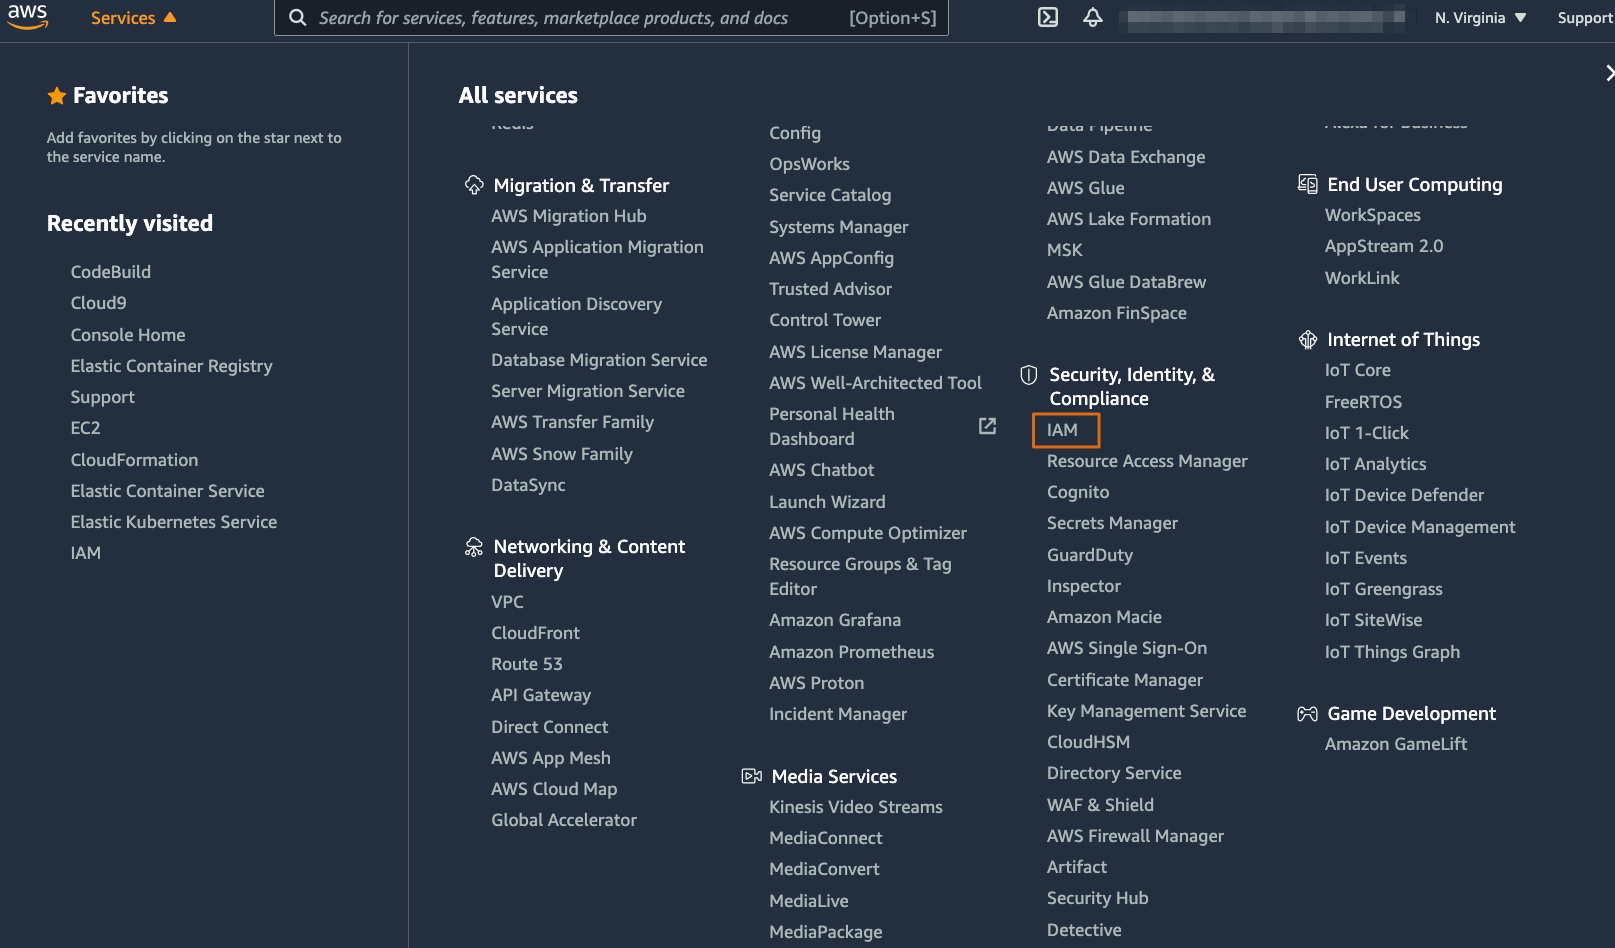 aws
Services
Search for services, features, marketplace products, and docs
[Option+S]
N. Virginia
Support
Favorites
Add favorites by clicking on the star next to
the service name.
Recently visited
CodeBuild
Cloud9
Console Home
Elastic Container Registry
Support
EC2
CloudFormation
Elastic Container Service
Elastic Kubernetes Service
IAM
All services
Redis
Migration & Transfer
AWS Migration Hub
AWS Application Migration
Service
Application Discovery
Service
Database Migration Service
Server Migration Service
AWS Transfer Family
AWS Snow Family
DataSync
Networking & Content
Delivery
VPC
CloudFront
Route 53
API Gateway
Direct Connect
AWS App Mesh
AWS Cloud Map
Global Accelerator
Config
OpsWorks
Service Catalog
Systems Manager
AWS AppConfig
Trusted Advisor
Control Tower
AWS License Manager
AWS Well-Architected Tool
Personal Health
Dashboard
AWS Chatbot
Launch Wizard
AWS Compute Optimizer
Resource Groups & Tag
Editor
Amazon Grafana
Amazon Prometheus
AWS Proton
Incident Manager
Media Services
Kinesis Video Streams
MediaConnect
MediaConvert
MediaLive
MediaPackage
Data Pipeline
AWS Data Exchange
AWS Glue
AWS Lake Formation
MSK
AWS Glue DataBrew
Amazon FinSpace
Security, Identity, &
Compliance
IAM
Resource Access Manager
Cognito
Secrets Manager
GuardDuty
Inspector
Amazon Macie
AWS Single Sign-On
Certificate Manager
Key Management Service
CloudHSM
Directory Service
WAF & Shield
AWS Firewall Manager
Artifact
Security Hub
Detective
Alexa for Business
End User Computing
WorkSpaces
AppStream 2.0
WorkLink
Internet of Things
IoT Core
FreeRTOS
IoT 1-Click
IoT Analytics
IoT Device Defender
IoT Device Management
IoT Events
IoT Greengrass
IoT SiteWise
IoT Things Graph
Game Development
Amazon GameLift